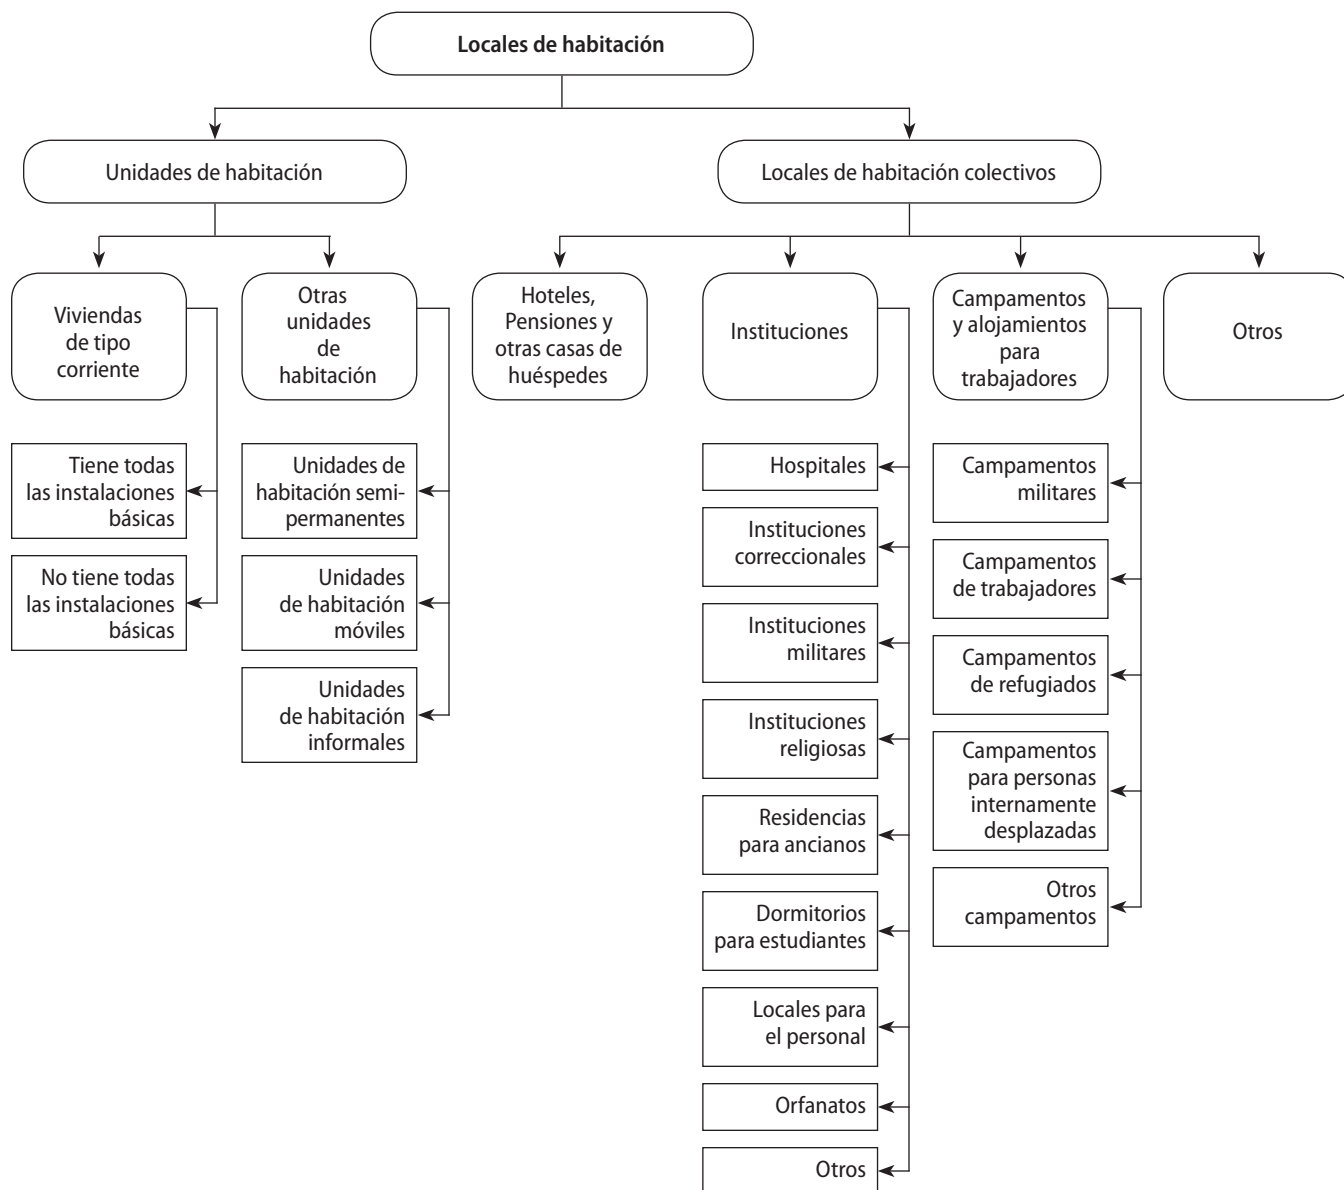 Locales de habitación
Unidades de habitación
Locales de habitación colectivos
Viviendas
de tipo
corriente
Otras
unidades
de
habitación
Hoteles,
Pensiones y
otras casas de
huéspedes
Instituciones
Campamentos
y alojamientos
para
trabajadores
Otros
Tiene todas
las instalaciones
básicas
No tiene todas
las instalaciones
básicas
Unidades de
habitación semi-
permanentes
Unidades
de habitación
móviles
Unidades
de habitación
informales
Hospitales
Instituciones
correccionales
Instituciones
militares
Instituciones
religiosas
Residencias
para ancianos
Dormitorios
para estudiantes
Locales para
el personal
Orfanatos
Otros
Campamentos
militares
Campamentos
de trabajadores
Campamentos
de refugiados
Campamentos
para personas
internamente
desplazadas
Otros
campamentos